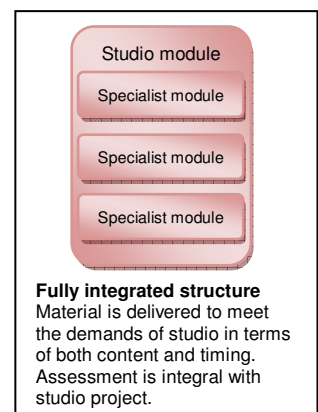 Studio module
Specialist module
Specialist module
Specialist module
Fully integrated structure
Material is delivered to meet
the demands of studio in terms
of both content and timing.
Assessment is integral with
studio project.